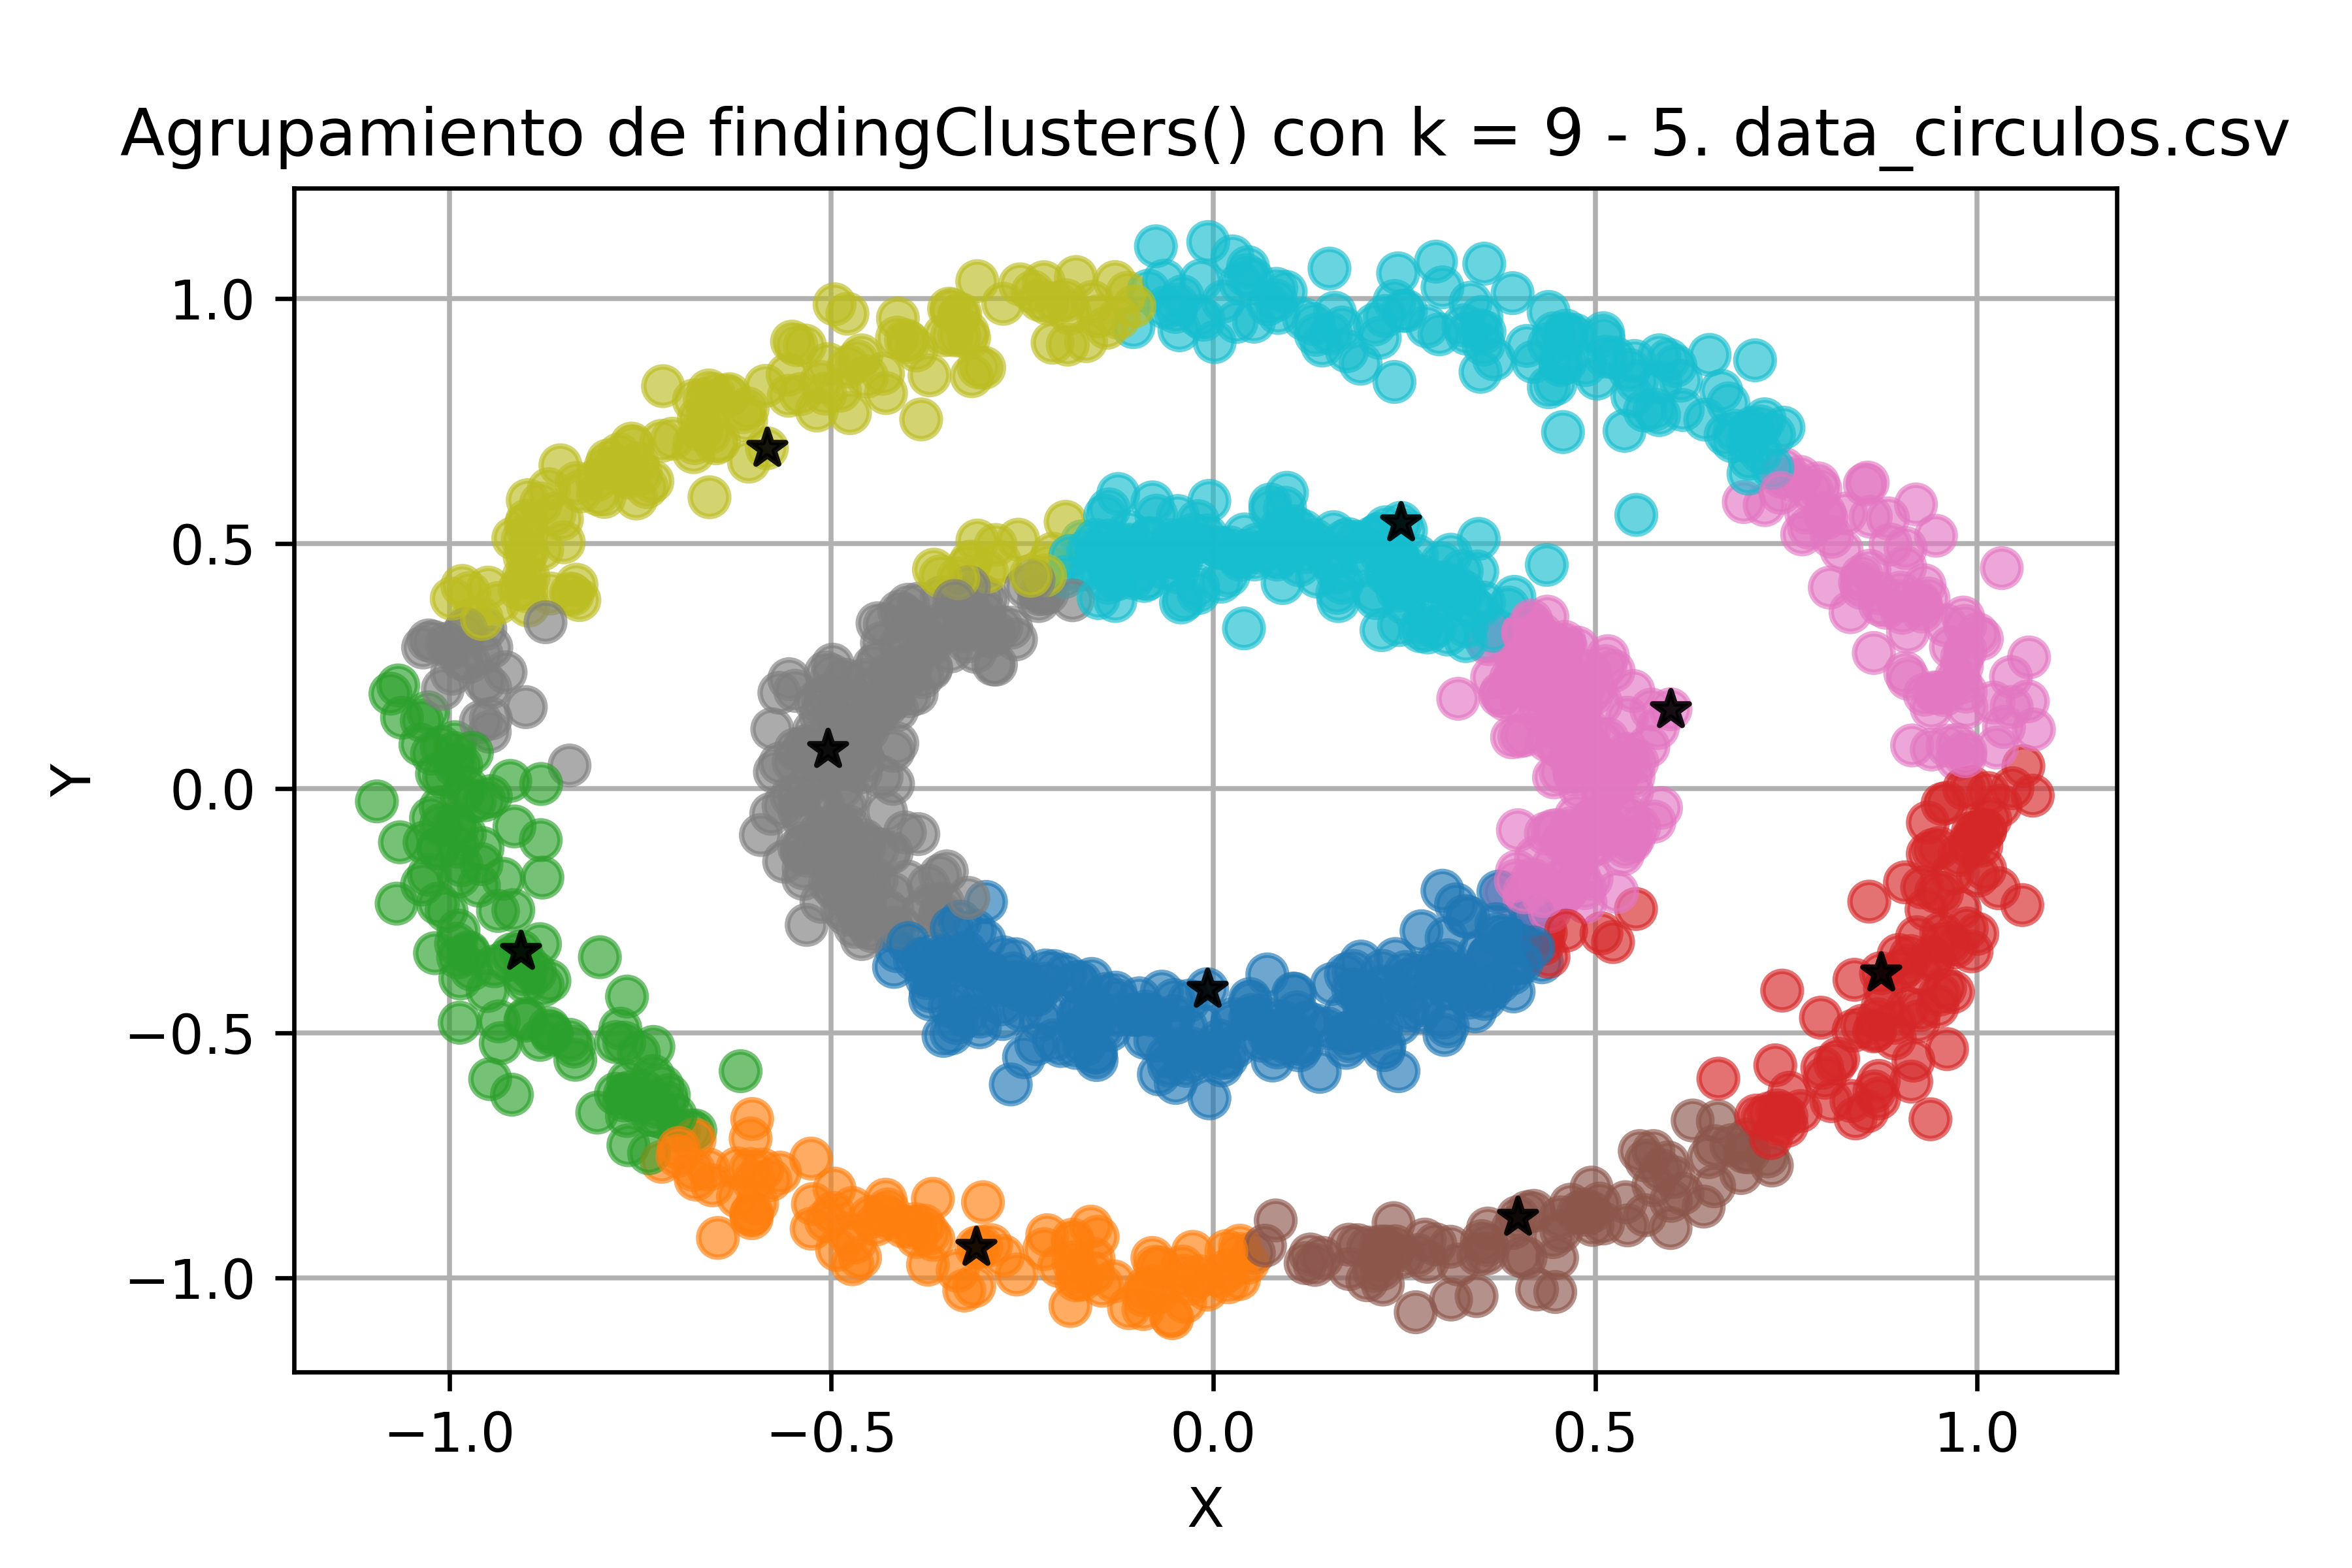 Agrupamiento de findingClusters() con k = 9 - 5. data_circulos.csv
1.0
0.5
0.0
−0.5
−1.0
Y
−1.0 −0.5 0.0 0.5 1.0
X